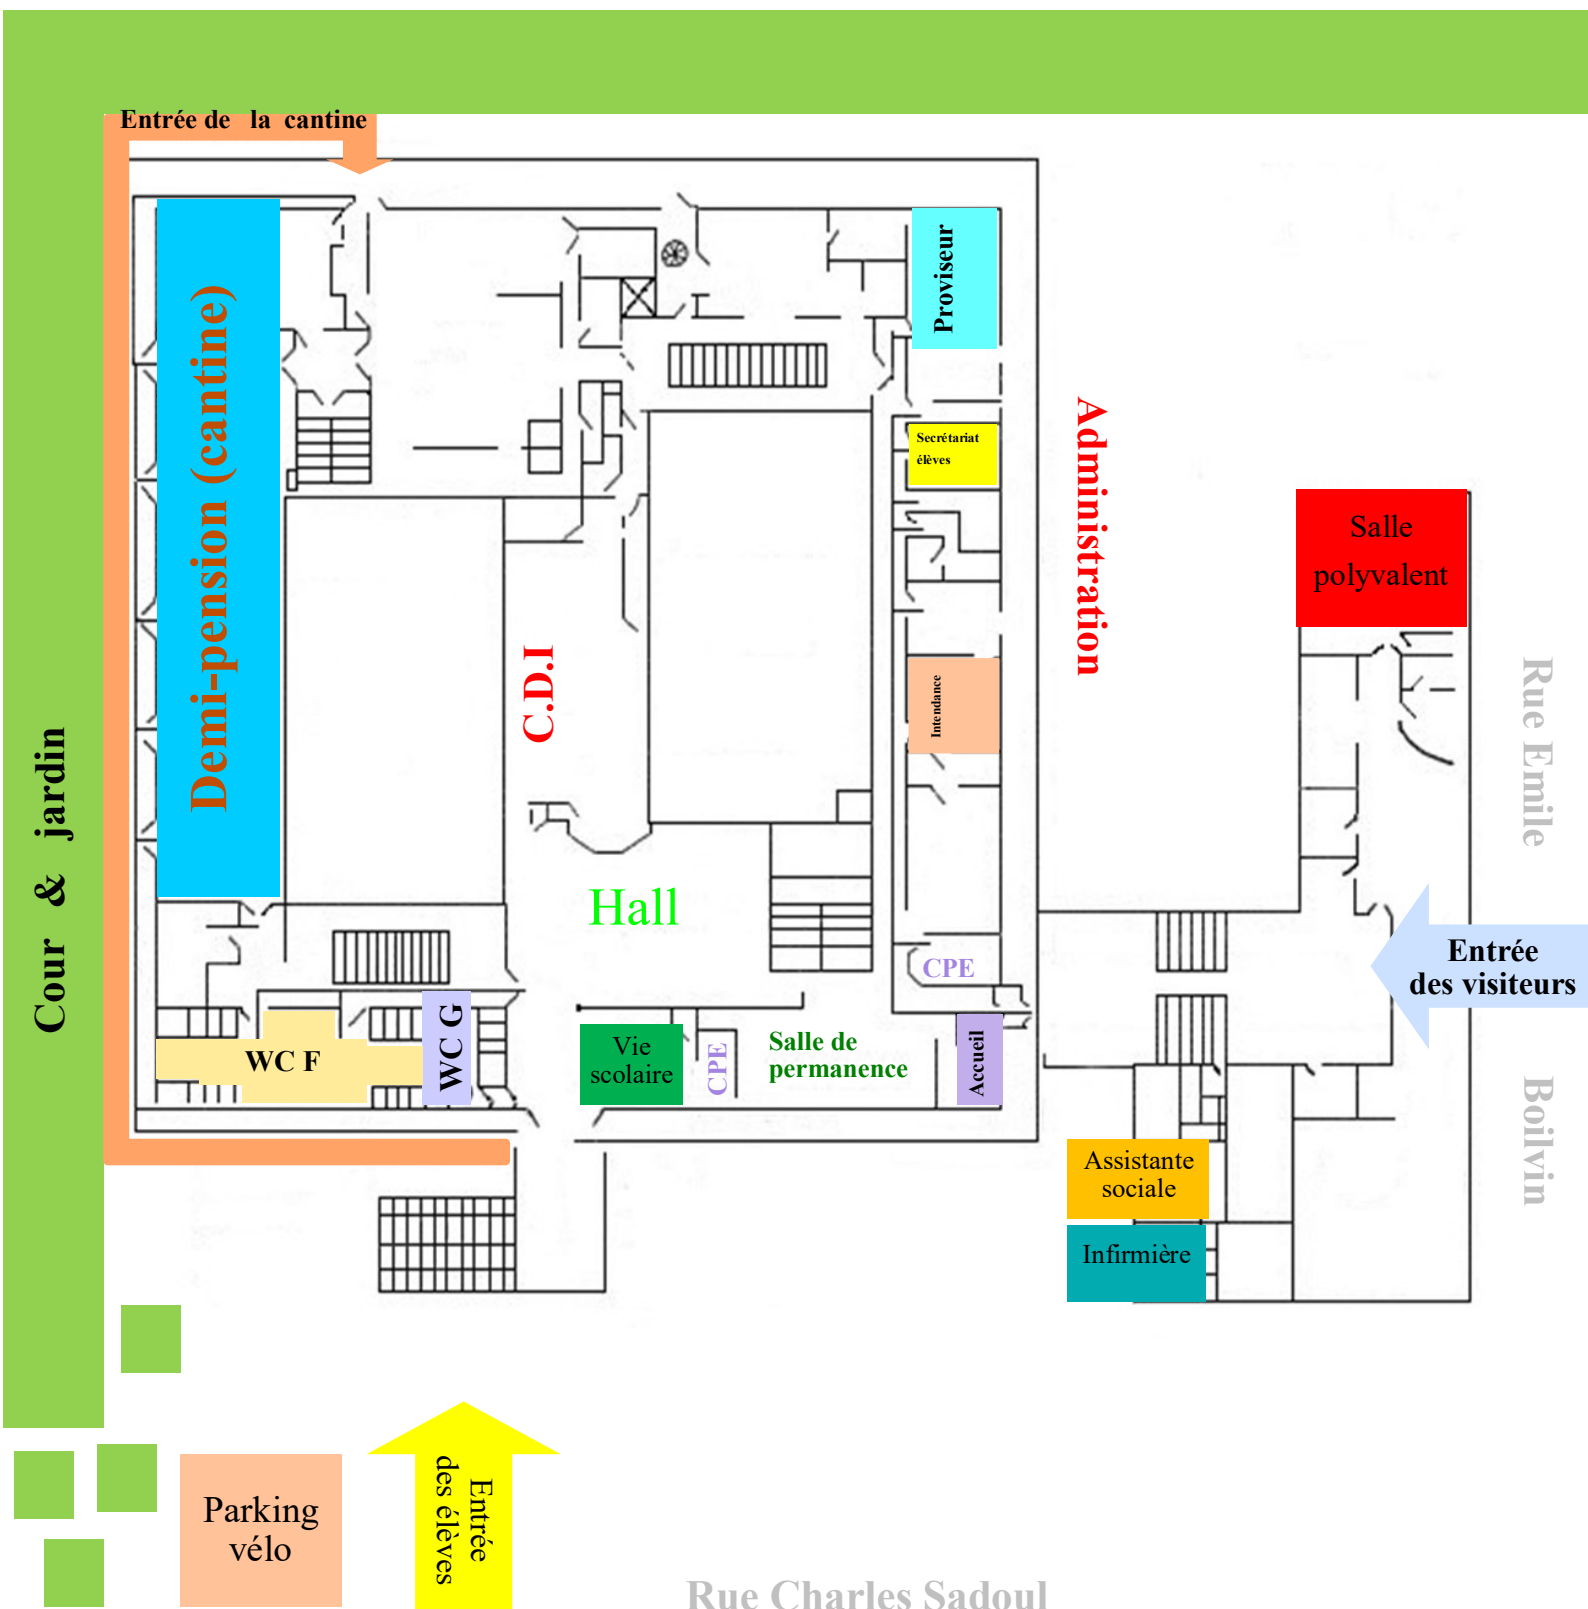 Entrée de la cantine
Proviseur
Demi-pension (cantine)
Secrétariat
élèves
Administration
Salle
polyvalent
C.D.I
Intendance
Rue Emile
Boilvin
Cour & jardin
Hall
CPE
Entrée
des visiteurs
WC F
WC G
Vie
scolaire
CPE
Salle de
permanence
Accueil
Assistante
sociale
Infirmière
Parking
vélo
Entrée
des élèves
Rue Charles Sadoul